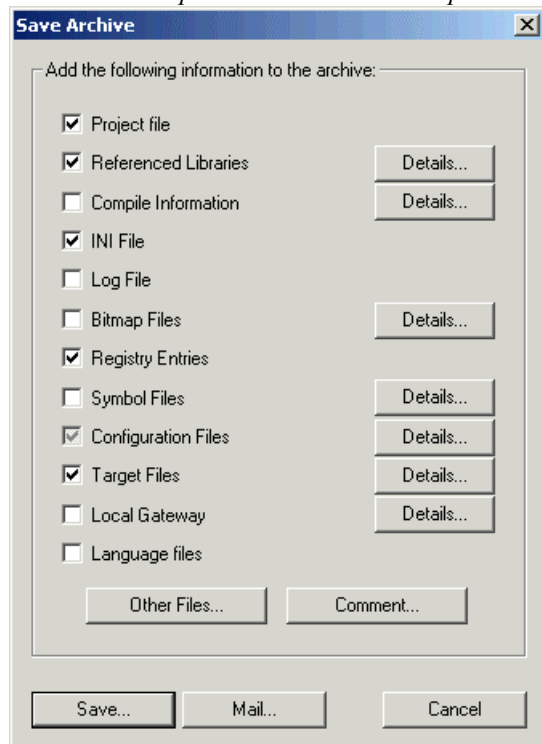 Save Archive
Add the following information to the archive:
Project file
Referenced Libraries Details...
Compile Information Details...
INI File
Log File
Bitmap Files Details...
Registry Entries
Symbol Files Details...
Configuration Files Details...
Target Files Details...
Local Gateway Details...
Language files
Other Files... Comment...
Save... Mail... Cancel